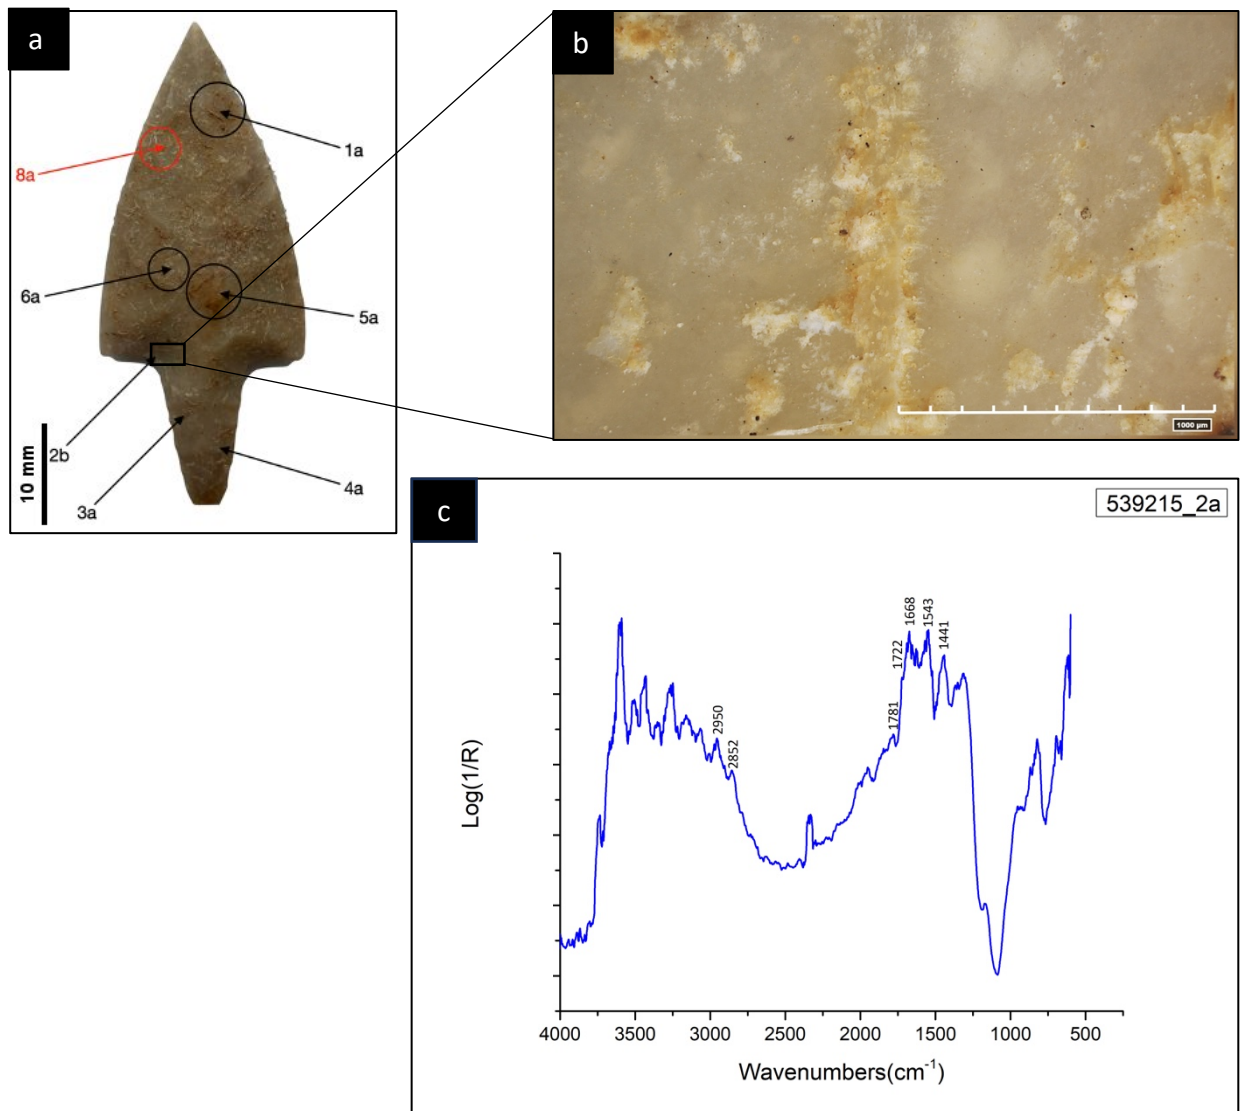 a
1a
8a
6a
5a
2b
10 mm
3a
4a
b
1000 µm
c
539215_2a
Log(1/R)
2950
2852
1781
1722
1668
1543
1441
4000 3500 3000 2500 2000 1500 1000 500
Wavenumbers(cm⁻¹)